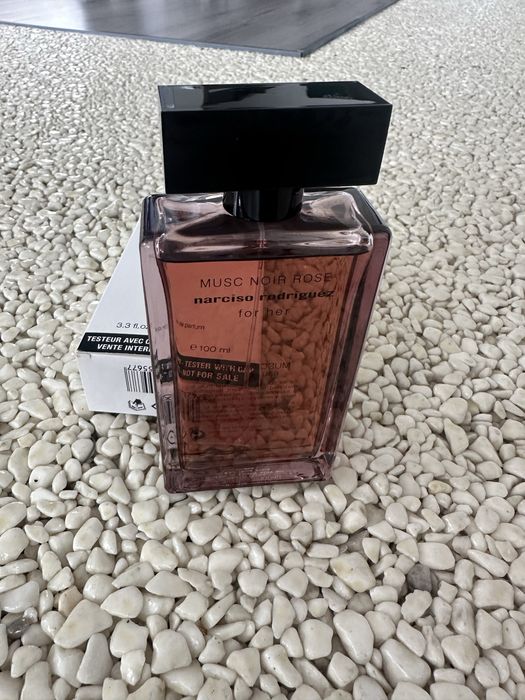 MUSC NOIR ROSE
narciso rodriguez
for her
de parfum
e 100 ml
TESTER WITH CAP
NOT FOR SALE
3.3 fl.oz
TESTEUR AVEC
VENTE INTER